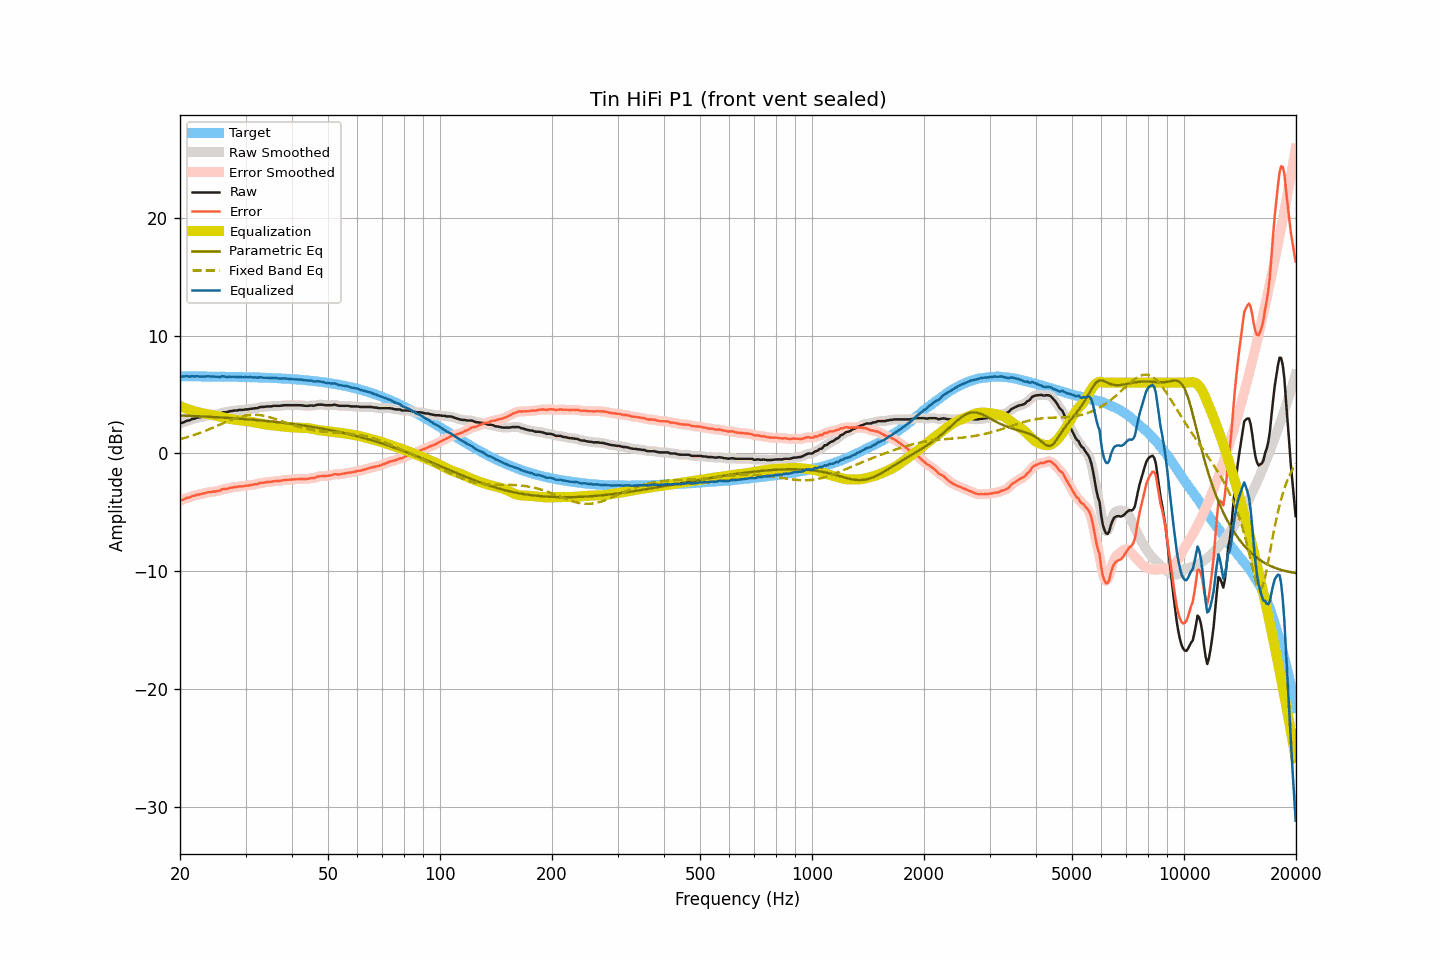 Tin HiFi P1 (front vent sealed)
Target
Raw Smoothed
Error Smoothed
Raw
Error
Equalization
Parametric Eq
Fixed Band Eq
Equalized
Amplitude (dBr)
20
10
0
−10
−20
−30
20 50 100 200 500 1000 2000 5000 10000 20000
Frequency (Hz)